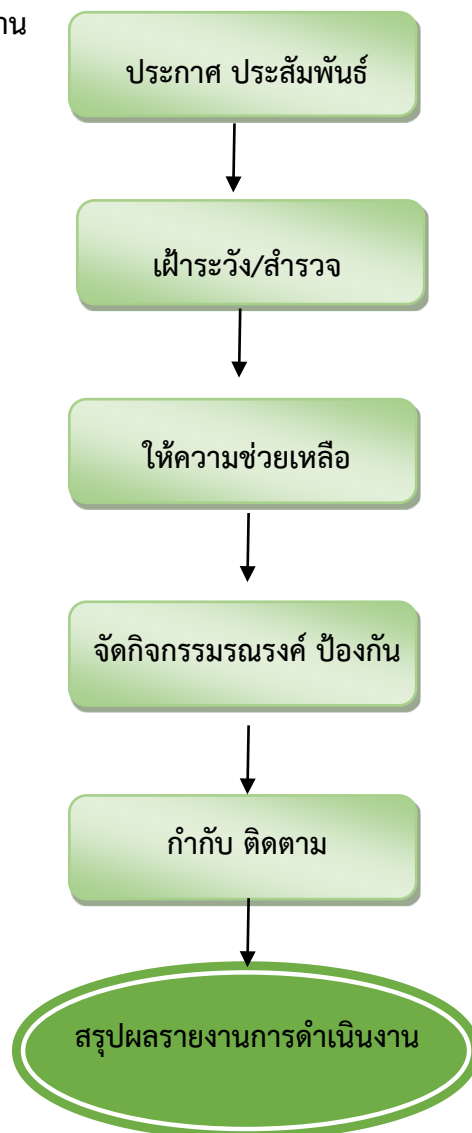 าน
ประกาศ ประสัมพันธ์
เฝ้าระวัง/สำรวจ
ให้ความช่วยเหลือ
จัดกิจกรรมรณรงค์ ป้องกัน
กำกับ ติดตาม
สรุปผลรายงานการดำเนินงาน